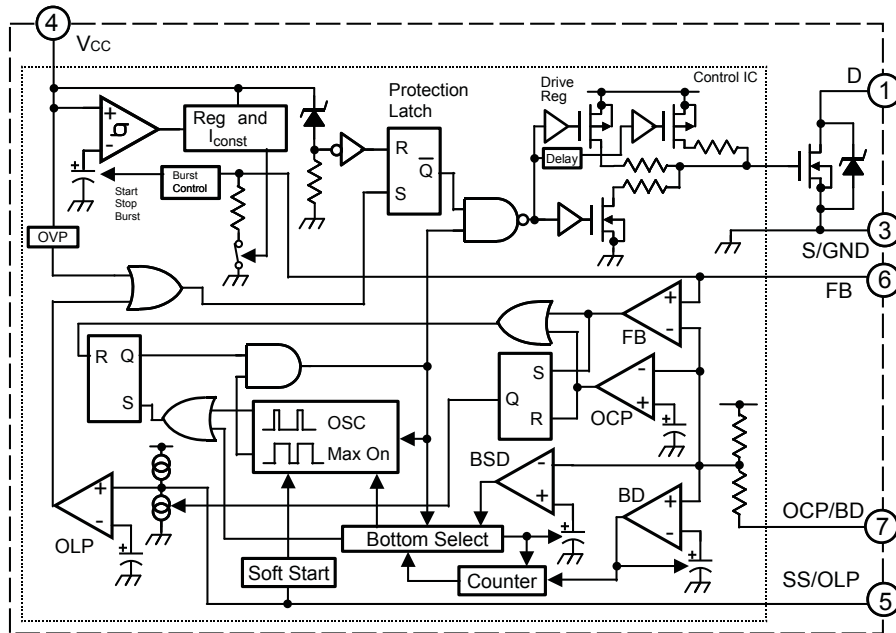 4
VCC
Protection
Latch
Drive
Reg
Control IC
D
1
+
-
Reg and
Iconst
R
Q
S
Delay
+
Burst
Control
Start
Stop
Burst
OVP
3
S/GND
6
FB
+
-
FB
R
Q
S
S
Q
R
-
+
OCP
+
OSC
Max On
BSD
-
+
BD
+
-
+
-
OLP
+
+
+
OCP/BD
7
Bottom Select
Soft Start
Counter
SS/OLP
5